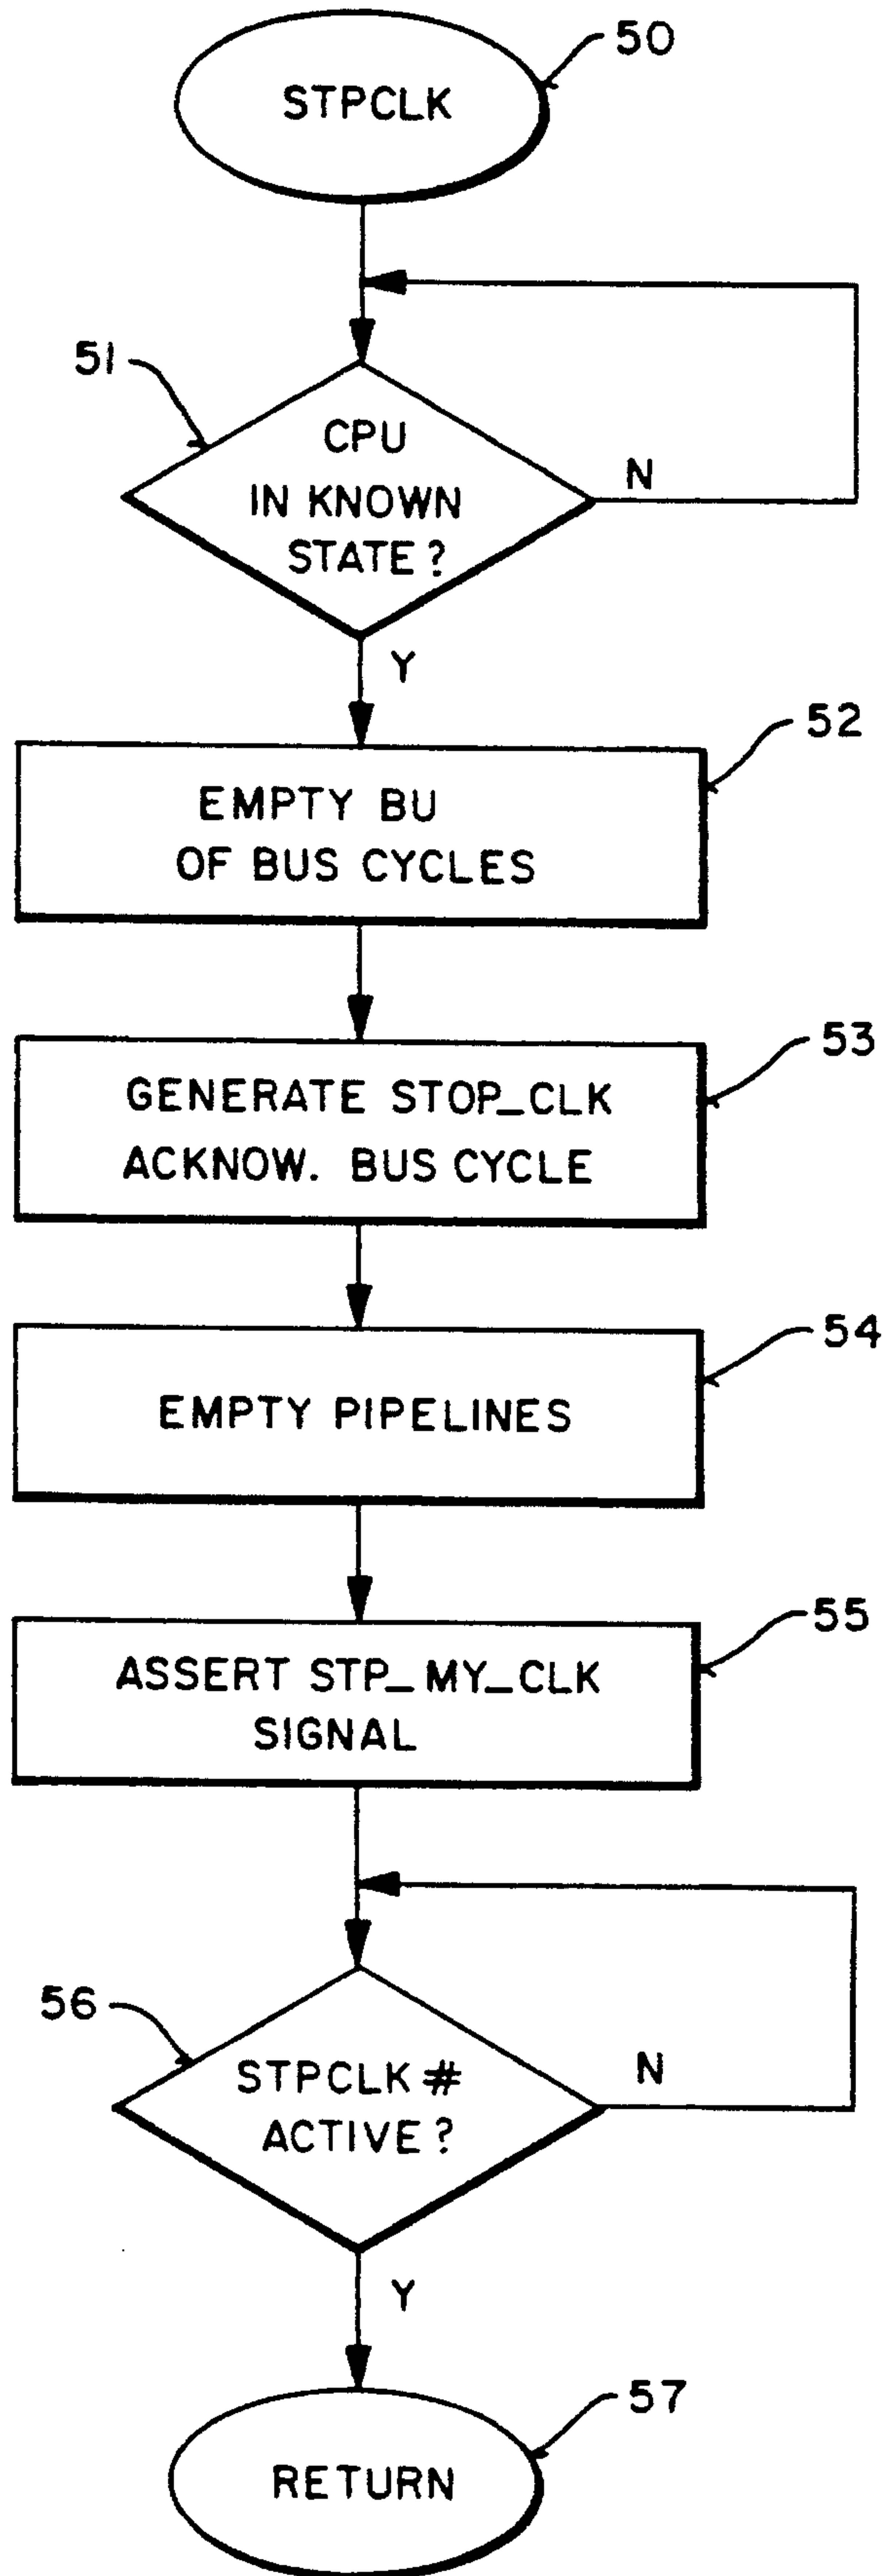 50
STPCLK
51
CPU
IN KNOWN
STATE?
N
Y
52
EMPTY BU
OF BUS CYCLES
53
GENERATE STOP_CLK
ACKNOW. BUS CYCLE
54
EMPTY PIPELINES
55
ASSERT STP_MY_CLK
SIGNAL
56
STPCLK#
ACTIVE?
N
Y
57
RETURN